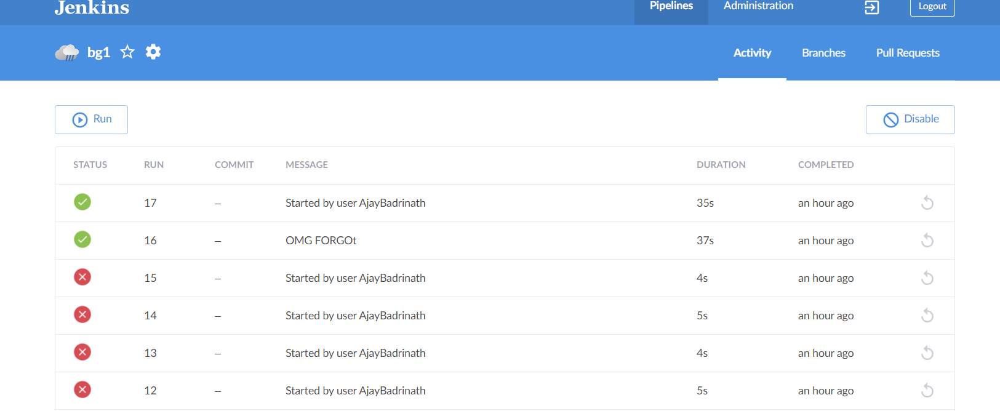 Jenkins
Pipelines Administration Logout
bg1 Activity Branches Pull Requests
Run Disable
STATUS RUN COMMIT MESSAGE DURATION COMPLETED
17 – Started by user AjayBadrinath 35s an hour ago
16 – OMG FORGOt 37s an hour ago
15 – Started by user AjayBadrinath 4s an hour ago
14 – Started by user AjayBadrinath 5s an hour ago
13 – Started by user AjayBadrinath 4s an hour ago
12 – Started by user AjayBadrinath 5s an hour ago